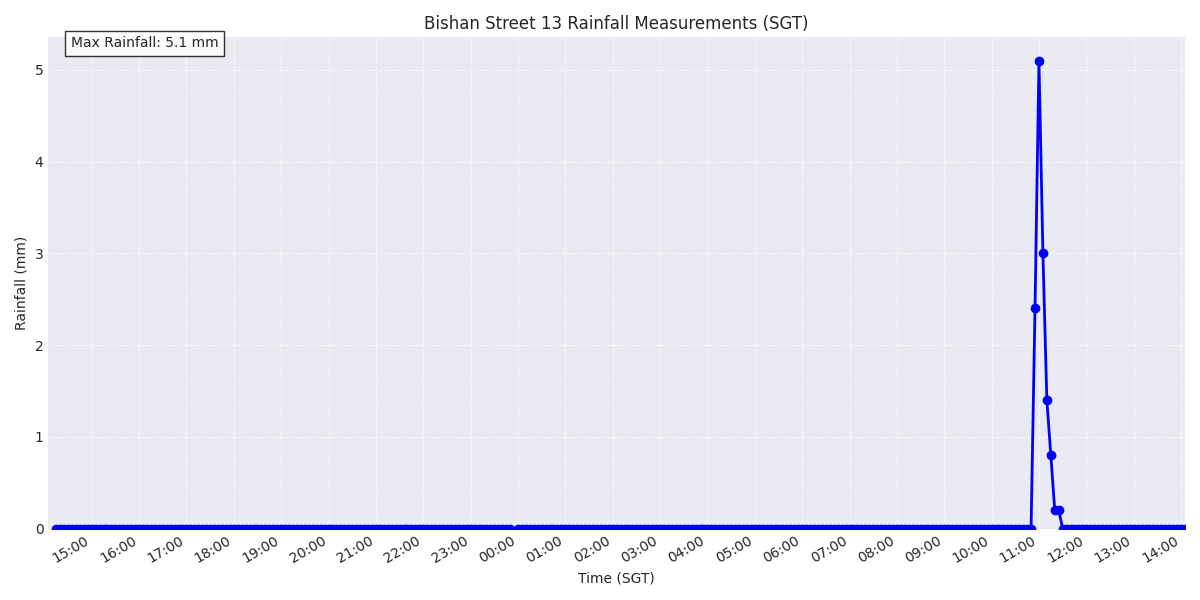 Bishan Street 13 Rainfall Measurements (SGT)
Max Rainfall: 5.1 mm
Rainfall (mm)
5
4
3
2
1
0
15:00 16:00 17:00 18:00 19:00 20:00 21:00 22:00 23:00 00:00 01:00 02:00 03:00 04:00 05:00 06:00 07:00 08:00 09:00 10:00 11:00 12:00 13:00 14:00
Time (SGT)